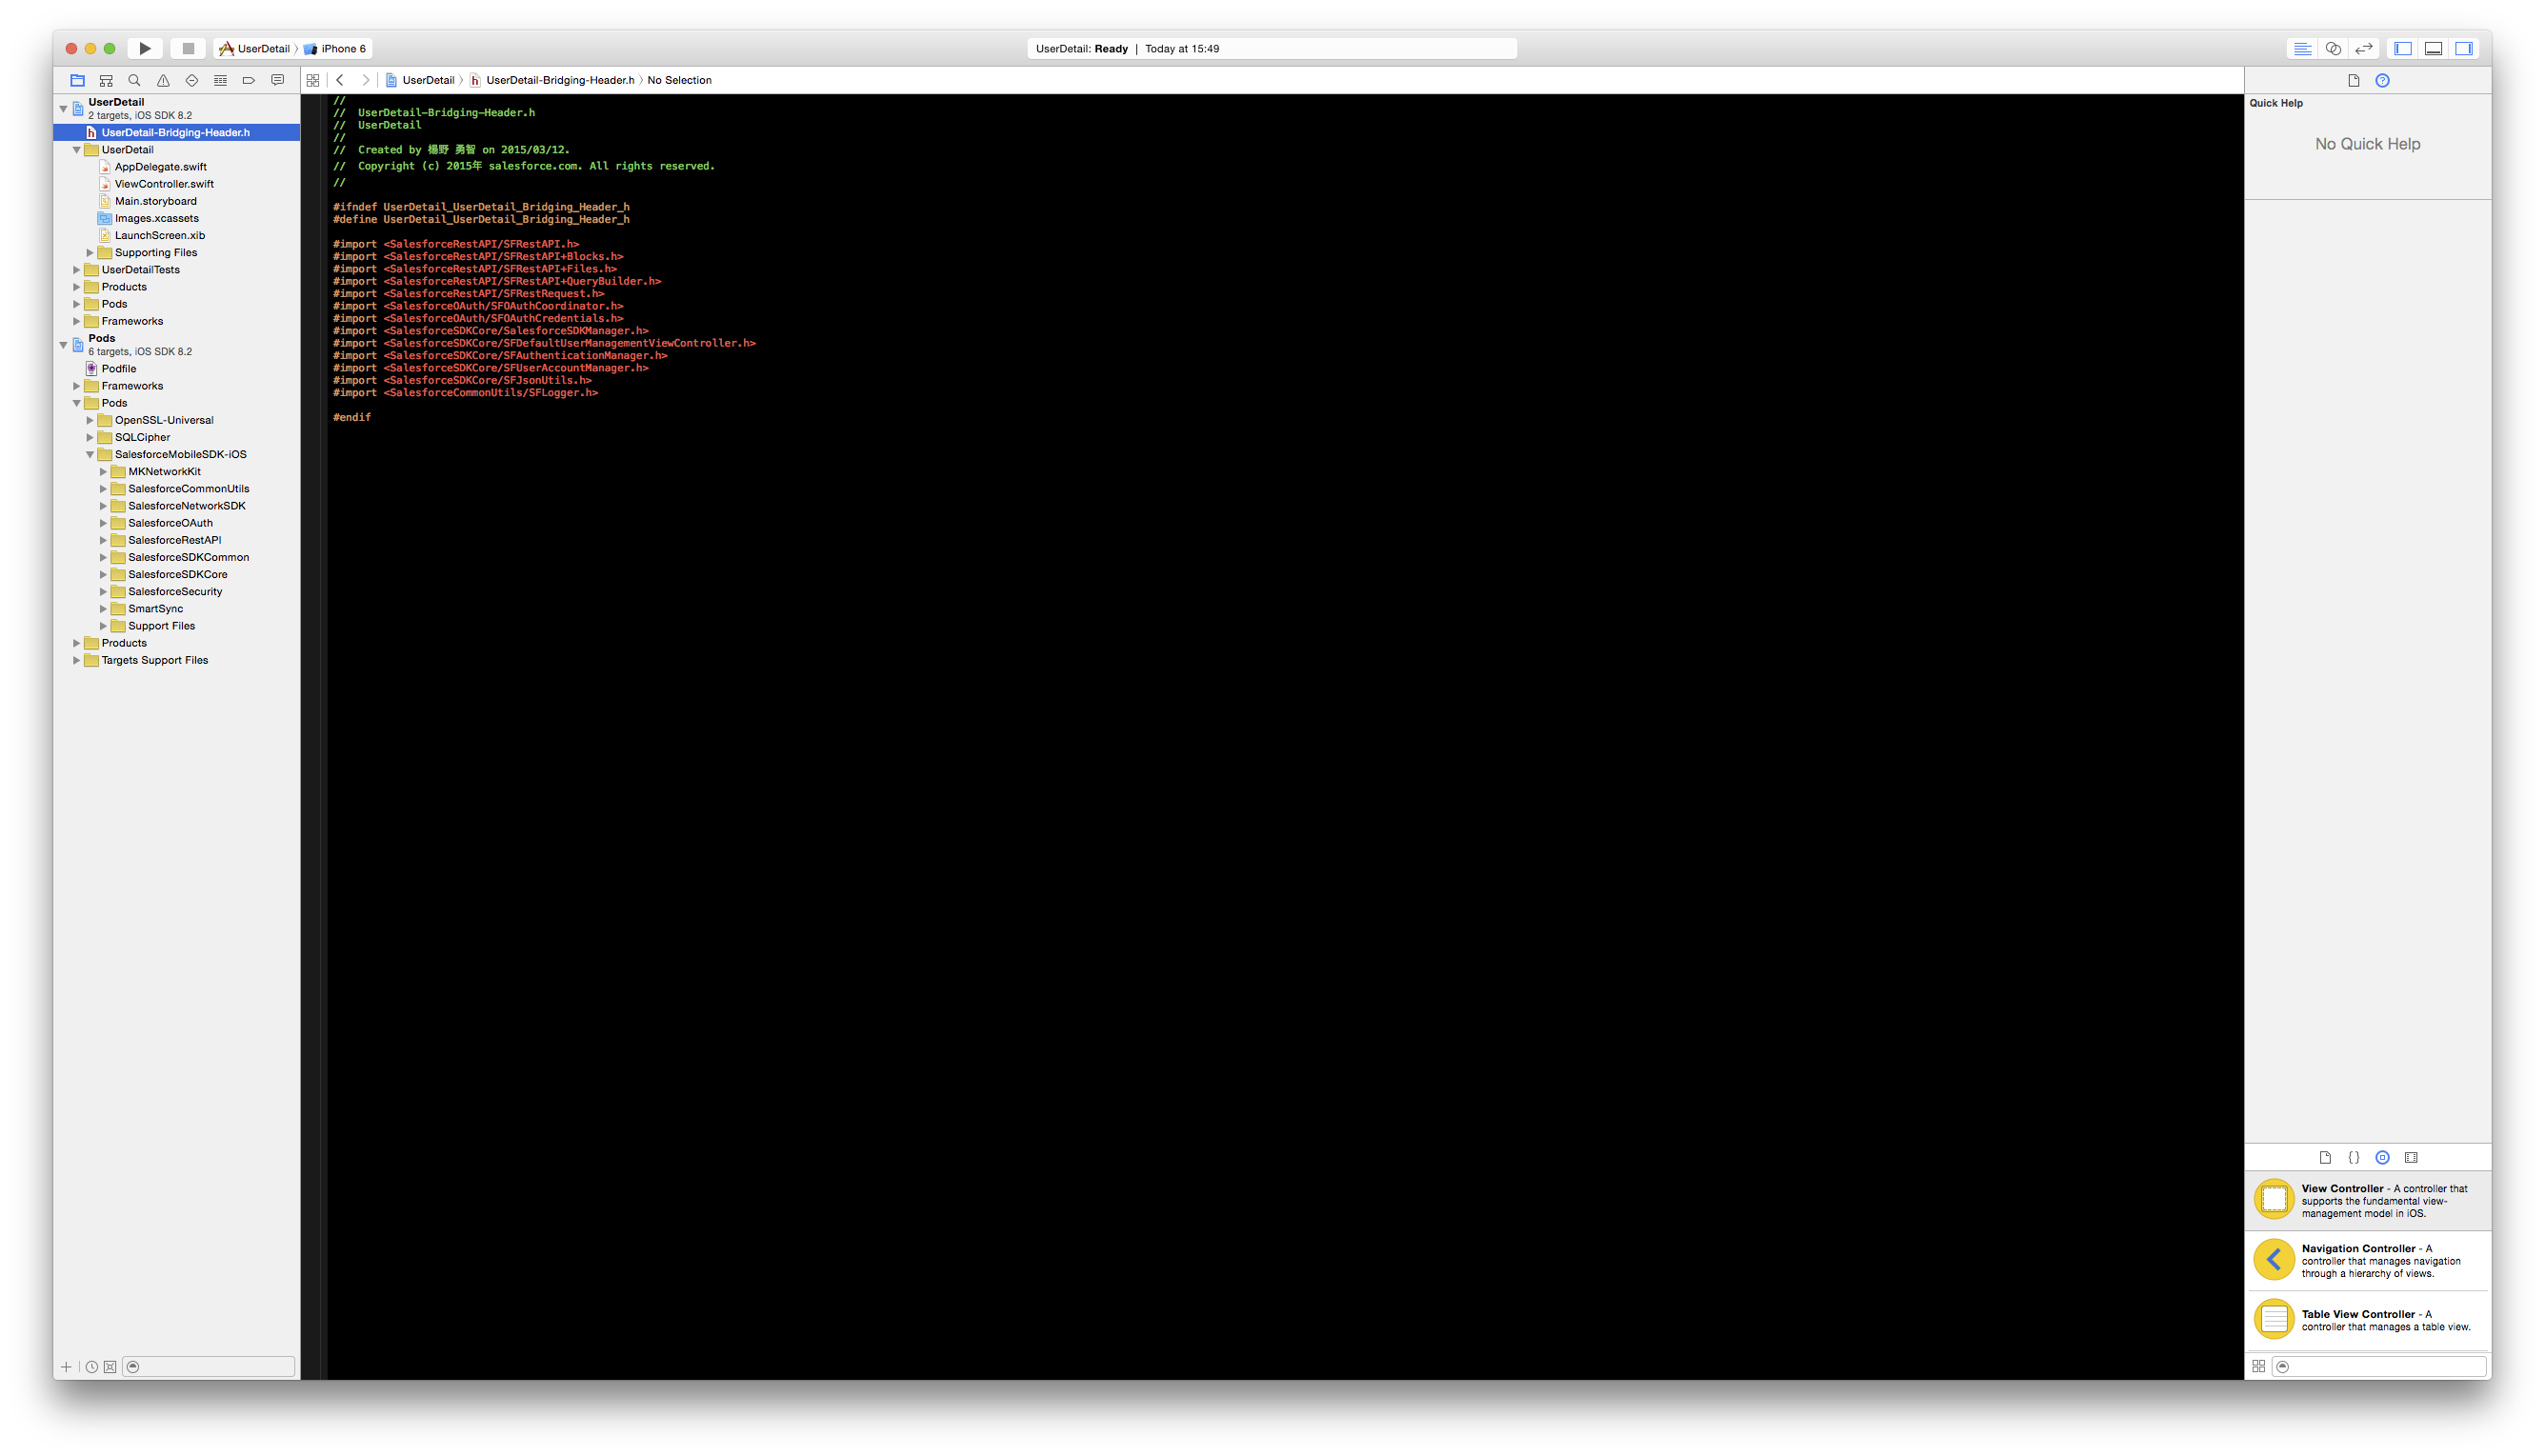 UserDetail 〉 iPhone 6
UserDetail: Ready | Today at 15:49
UserDetail 〉 UserDetail-Bridging-Header.h 〉 No Selection
UserDetail
2 targets, iOS SDK 8.2
UserDetail-Bridging-Header.h
UserDetail
AppDelegate.swift
ViewController.swift
Main.storyboard
Images.xcassets
LaunchScreen.xib
Supporting Files
UserDetailTests
Products
Pods
Frameworks
Pods
6 targets, iOS SDK 8.2
Podfile
Frameworks
Pods
OpenSSL-Universal
SQLCipher
SalesforceMobileSDK-iOS
MKNetworkKit
SalesforceCommonUtils
SalesforceNetworkSDK
SalesforceOAuth
SalesforceRestAPI
SalesforceSDKCommon
SalesforceSDKCore
SalesforceSecurity
SmartSync
Support Files
Products
Targets Support Files
//
//  UserDetail-Bridging-Header.h
//  UserDetail
//
//  Created by 楊野 勇智 on 2015/03/12.
//  Copyright (c) 2015年 salesforce.com. All rights reserved.
//
#ifndef UserDetail_UserDetail_Bridging_Header_h
#define UserDetail_UserDetail_Bridging_Header_h
#import <SalesforceRestAPI/SFRestAPI.h>
#import <SalesforceRestAPI/SFRestAPI+Blocks.h>
#import <SalesforceRestAPI/SFRestAPI+Files.h>
#import <SalesforceRestAPI/SFRestAPI+QueryBuilder.h>
#import <SalesforceRestAPI/SFRestRequest.h>
#import <SalesforceOAuth/SFOAuthCoordinator.h>
#import <SalesforceOAuth/SFOAuthCredentials.h>
#import <SalesforceSDKCore/SalesforceSDKManager.h>
#import <SalesforceSDKCore/SFDefaultUserManagementViewController.h>
#import <SalesforceSDKCore/SFAuthenticationManager.h>
#import <SalesforceSDKCore/SFUserAccountManager.h>
#import <SalesforceSDKCore/SFJsonUtils.h>
#import <SalesforceCommonUtils/SFLogger.h>
#endif
Quick Help
No Quick Help
View Controller - A controller that
supports the fundamental view-
management model in iOS.
Navigation Controller - A
controller that manages navigation
through a hierarchy of views.
Table View Controller - A
controller that manages a table view.